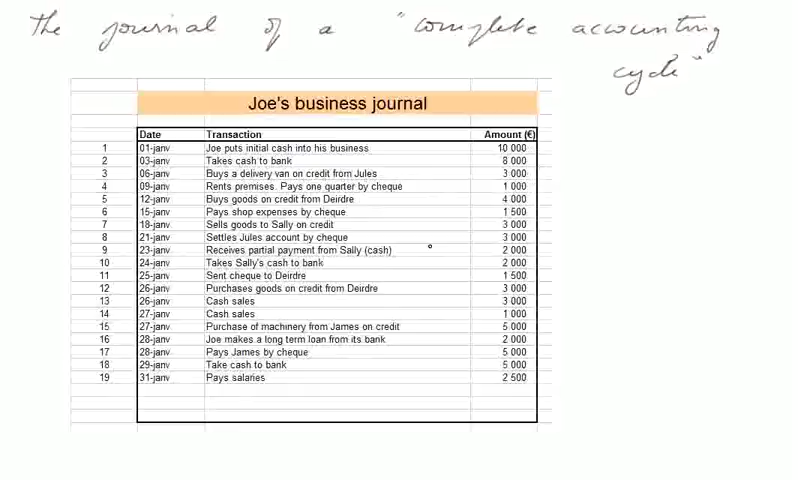 The journal of a "complete accounting
cycle"
Joe's business journal
Date Transaction Amount (€)
1 01-janv Joe puts initial cash into his business 10 000
2 03-janv Takes cash to bank 8 000
3 06-janv Buys a delivery van on credit from Jules 3 000
4 09-janv Rents premises. Pays one quarter by cheque 1 000
5 12-janv Buys goods on credit from Deirdre 4 000
6 15-janv Pays shop expenses by cheque 1 500
7 18-janv Sells goods to Sally on credit 3 000
8 21-janv Settles Jules account by cheque 3 000
9 23-janv Receives partial payment from Sally (cash) 2 000
10 24-janv Takes Sally's cash to bank 2 000
11 25-janv Sent cheque to Deirdre 1 500
12 26-janv Purchases goods on credit from Deirdre 3 000
13 26-janv Cash sales 3 000
14 27-janv Cash sales 1 000
15 27-janv Purchase of machinery from James on credit 5 000
16 28-janv Joe makes a long term loan from its bank 2 000
17 28-janv Pays James by cheque 5 000
18 29-janv Take cash to bank 5 000
19 31-janv Pays salaries 2 500